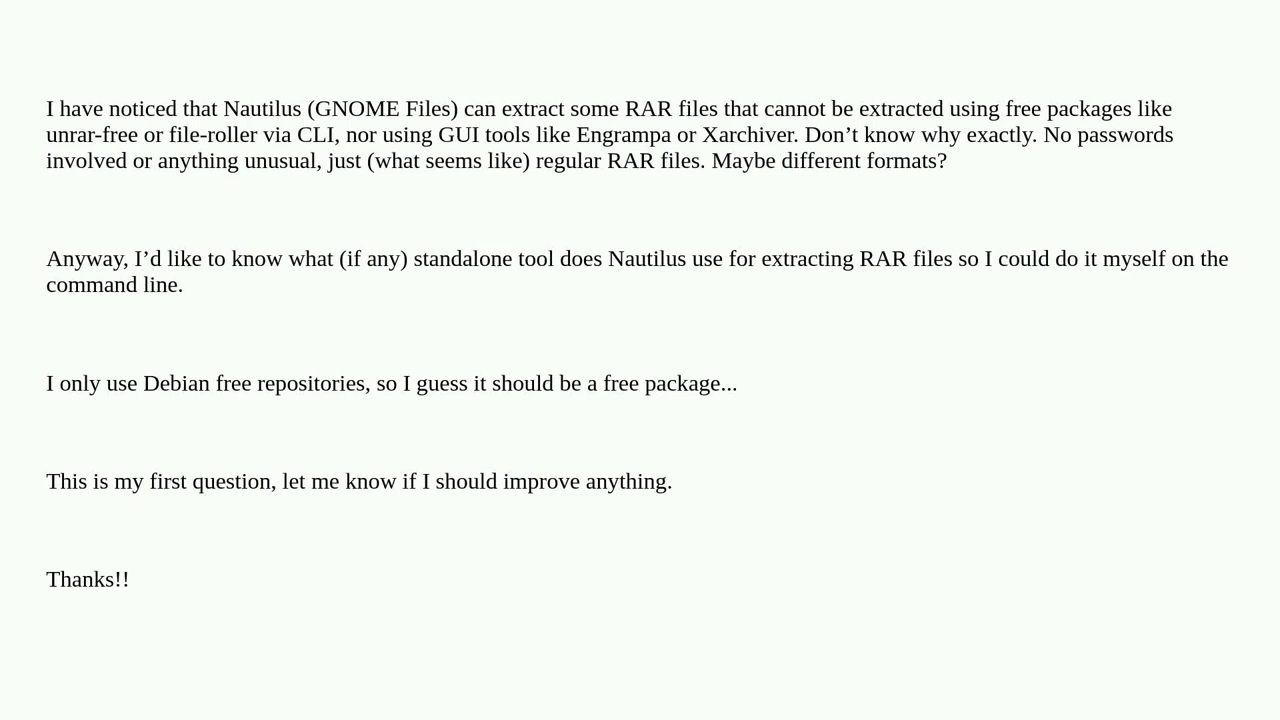 I have noticed that Nautilus (GNOME Files) can extract some RAR files that cannot be extracted using free packages like
unrar-free or file-roller via CLI, nor using GUI tools like Engrampa or Xarchiver. Don’t know why exactly. No passwords
involved or anything unusual, just (what seems like) regular RAR files. Maybe different formats?
Anyway, I’d like to know what (if any) standalone tool does Nautilus use for extracting RAR files so I could do it myself on the
command line.
I only use Debian free repositories, so I guess it should be a free package...
This is my first question, let me know if I should improve anything.
Thanks!!